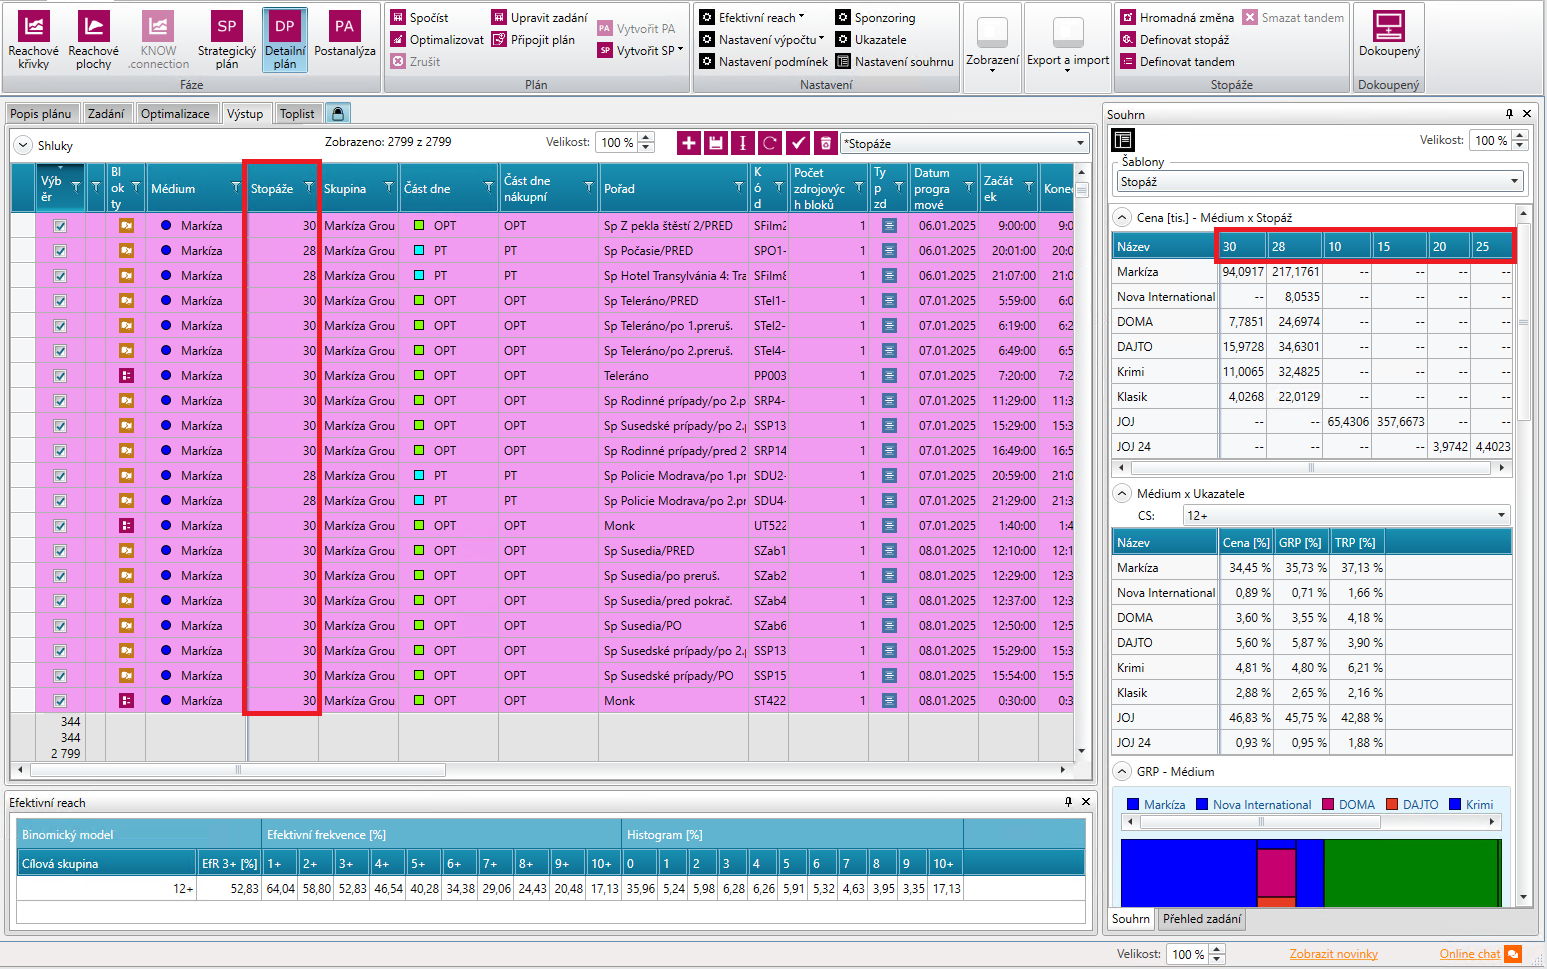 Reachové křivky
Reachové plochy
KNOW .connection
Strategický plán
Detailní plán
Postanalýza
Fáze
Spočíst
Optimalizovat
Zrušit
Upravit zadání
Připojit plán
Vytvořit PA
Vytvořit SP
Plán
Efektivní reach
Nastavení výpočtu
Nastavení podmínek
Sponzoring
Ukazatele
Nastavení souhrnu
Nastavení
Zobrazení
Export a import
Hromadná změna
Definovat stopáž
Definovat tandem
Smazat tandem
Stopáže
Dokoupený
Dokoupený
Popis plánu Zadání Optimalizace Výstup Toplist
Shluky Zobrazeno: 2799 z 2799 Velikost: 100 % *Stopáže
Výběr Blokty Médium Stopáže Skupina Část dne Část dne nákupní Pořad Kód Počet zdrojových bloků Typ zd Datum programové Začátek Konec
Markíza 30 Markíza Grou OPT OPT Sp Z pekla štěstí 2/PRED SFilm2 1 06.01.2025 9:00:00 9:0
Markíza 28 Markíza Grou PT PT Sp Počasie/PRED SPO1- 1 06.01.2025 20:01:00 20:0
Markíza 28 Markíza Grou PT PT Sp Hotel Transylvánia 4: Tra SFilm8 1 06.01.2025 21:07:00 21:0
Markíza 30 Markíza Grou OPT OPT Sp Teleráno/PRED STel1- 1 07.01.2025 5:59:00 6:0
Markíza 30 Markíza Grou OPT OPT Sp Teleráno/po 1.preruš. STel2- 1 07.01.2025 6:19:00 6:2
Markíza 30 Markíza Grou OPT OPT Sp Teleráno/po 2.preruš. STel4- 1 07.01.2025 6:49:00 6:5
Markíza 30 Markíza Grou OPT OPT Teleráno PP003 1 07.01.2025 7:20:00 7:2
Markíza 30 Markíza Grou OPT OPT Sp Rodinné prípady/po 2.p SRP4- 1 07.01.2025 11:29:00 11:3
Markíza 30 Markíza Grou OPT OPT Sp Susedské prípady/po 2. SSP13 1 07.01.2025 15:29:00 15:3
Markíza 30 Markíza Grou OPT OPT Sp Rodinné prípady/pred 2 SRP14 1 07.01.2025 16:49:00 16:5
Markíza 28 Markíza Grou PT PT Sp Policie Modrava/po 1.pr SDU2- 1 07.01.2025 20:59:00 21:0
Markíza 28 Markíza Grou PT PT Sp Policie Modrava/po 2.pr SDU4- 1 07.01.2025 21:29:00 21:3
Markíza 30 Markíza Grou OPT OPT Monk UT522 1 07.01.2025 1:40:00 1:4
Markíza 30 Markíza Grou OPT OPT Sp Susedia/PRED SZab1 1 08.01.2025 12:10:00 12:1
Markíza 30 Markíza Grou OPT OPT Sp Susedia/po preruš. SZab2 1 08.01.2025 12:29:00 12:3
Markíza 30 Markíza Grou OPT OPT Sp Susedia/pred pokrač. SZab4 1 08.01.2025 12:37:00 12:3
Markíza 30 Markíza Grou OPT OPT Sp Susedia/PO SZab6 1 08.01.2025 12:50:00 12:5
Markíza 30 Markíza Grou OPT OPT Sp Susedské prípady/po 2. SSP13 1 08.01.2025 15:29:00 15:3
Markíza 30 Markíza Grou OPT OPT Sp Susedské prípady/PO SSP15 1 08.01.2025 15:54:00 15:5
Markíza 30 Markíza Grou OPT OPT Monk ST422 1 08.01.2025 0:30:00 0:3
344
344
2 799
Efektivní reach
Binomický model Efektivní frekvence [%] Histogram [%]
Cílová skupina EfR 3+ [%] 1+ 2+ 3+ 4+ 5+ 6+ 7+ 8+ 9+ 10+ 0 1 2 3 4 5 6 7 8 9 10+
12+ 52,83 64,04 58,80 52,83 46,54 40,28 34,38 29,06 24,43 20,48 17,13 35,96 5,24 5,98 6,28 6,26 5,91 5,32 4,63 3,95 3,35 17,13
Souhrn
Velikost: 100 %
Šablony
Stopáž
Cena [tis.] - Médium x Stopáž
Název 30 28 10 15 20 25
Markíza 94,0917 217,1761 -- -- -- --
Nova International -- 8,0535 -- -- -- --
DOMA 7,7851 24,6974 -- -- -- --
DAJTO 15,9728 34,6301 -- -- -- --
Krimi 11,0065 32,4825 -- -- -- --
Klasik 4,0268 22,0129 -- -- -- --
JOJ -- -- 65,4306 357,6673 -- --
JOJ 24 -- -- -- -- 3,9742 4,4023
Médium x Ukazatele
CS: 12+
Název Cena [%] GRP [%] TRP [%]
Markíza 34,45 % 35,73 % 37,13 %
Nova International 0,89 % 0,71 % 1,66 %
DOMA 3,60 % 3,55 % 4,18 %
DAJTO 5,60 % 5,87 % 3,90 %
Krimi 4,81 % 4,80 % 6,21 %
Klasik 2,88 % 2,65 % 2,16 %
JOJ 46,83 % 45,75 % 42,88 %
JOJ 24 0,93 % 0,95 % 1,88 %
GRP - Médium
Markíza Nova International DOMA DAJTO Krimi
Souhrn Přehled zadání
Velikost: 100 % Zobrazit novinky Online chat